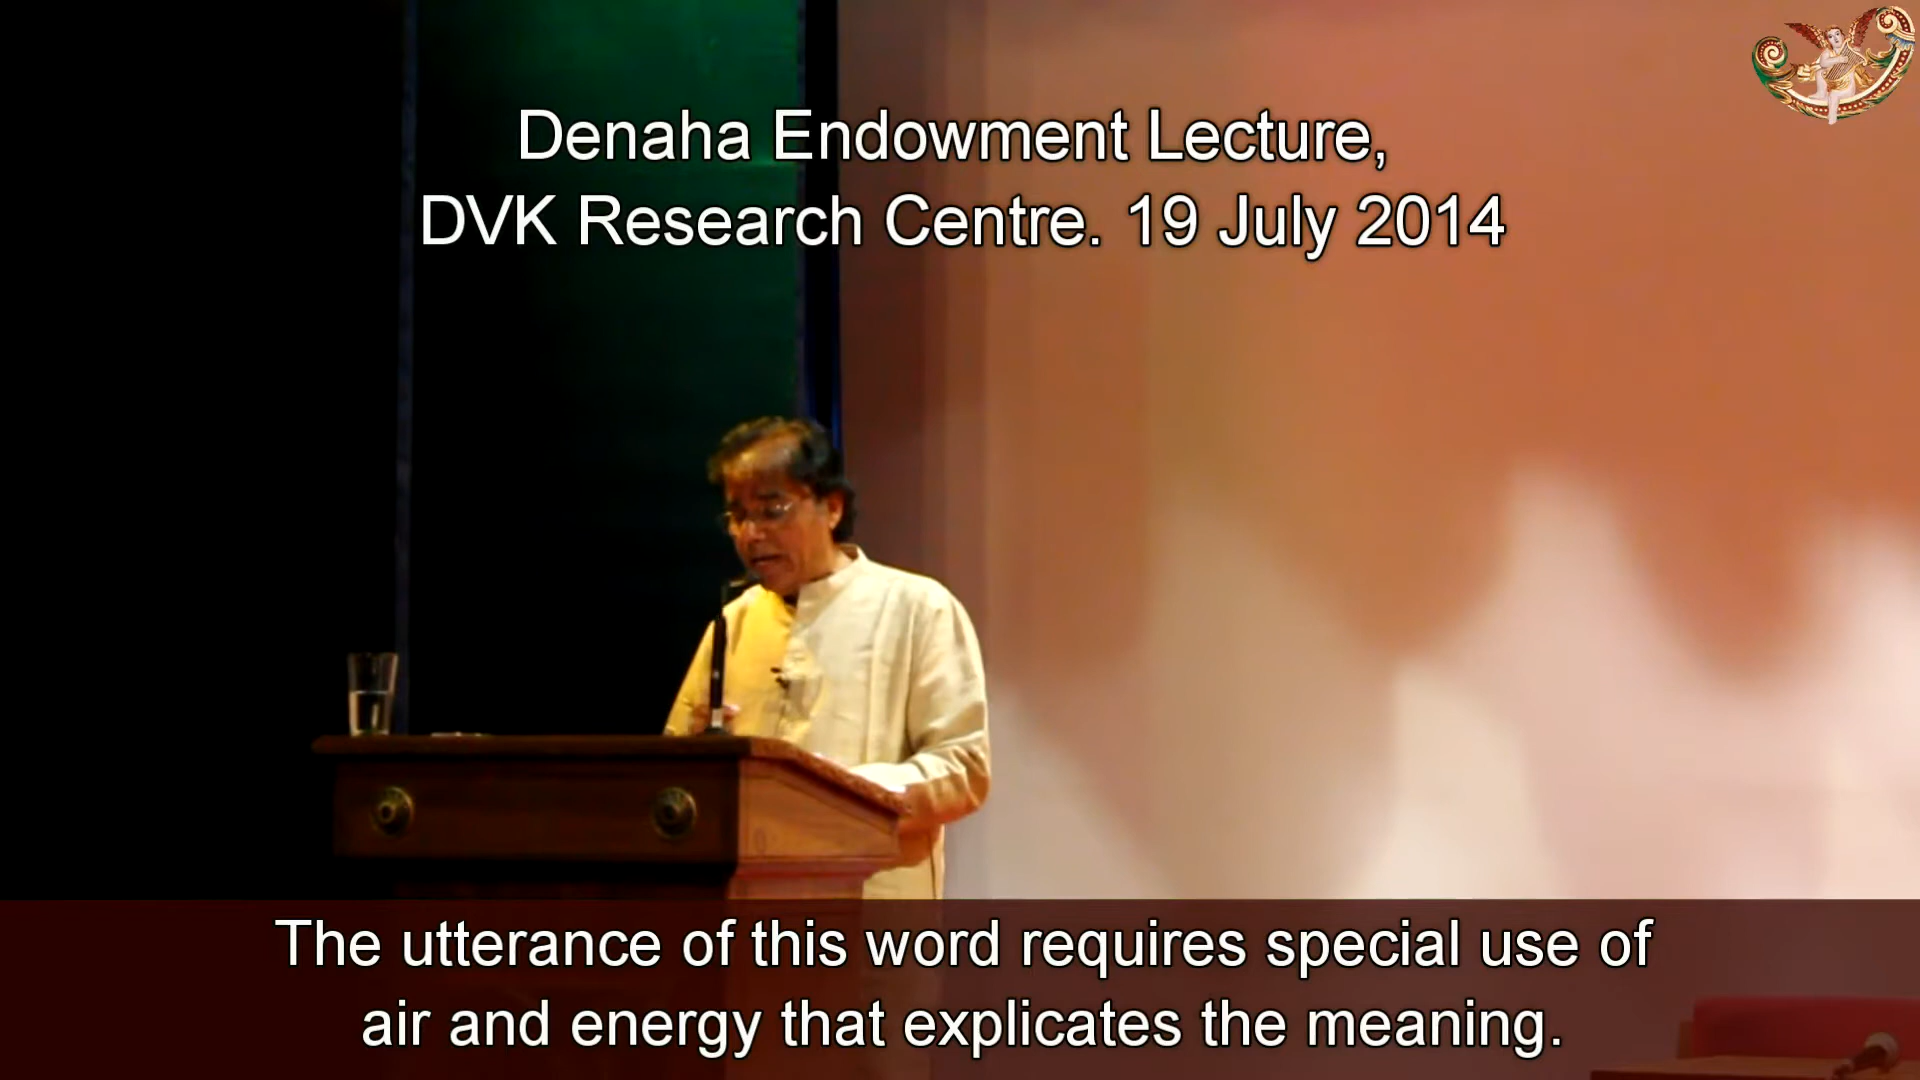 Denaha Endowment Lecture,
DVK Research Centre. 19 July 2014
The utterance of this word requires special use of
air and energy that explicates the meaning.